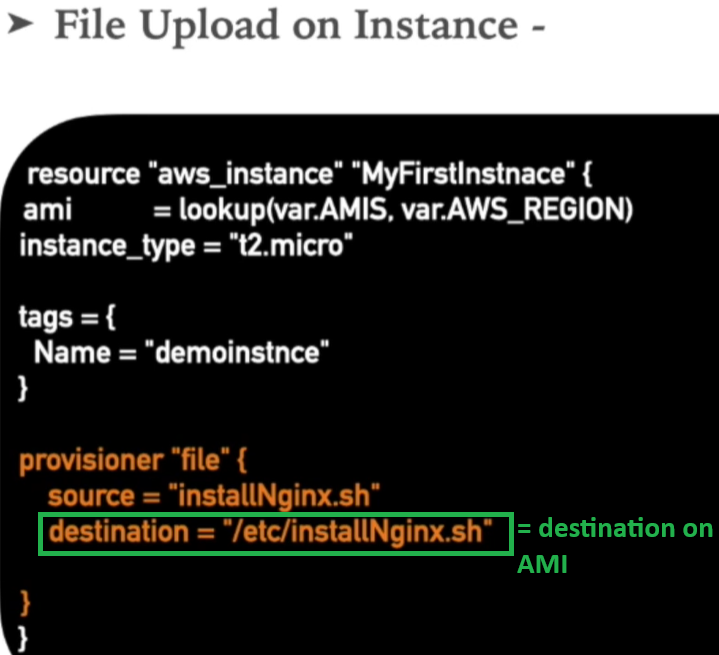 ➤ File Upload on Instance -
resource "aws_instance" "MyFirstInstnace" {
ami = lookup(var.AMIS, var.AWS_REGION)
instance_type = "t2.micro"
tags = {
Name = "demoinstnce"
}
provisioner "file" {
source = "installNginx.sh"
destination = "/etc/installNginx.sh" = destination on
AMI
}
}